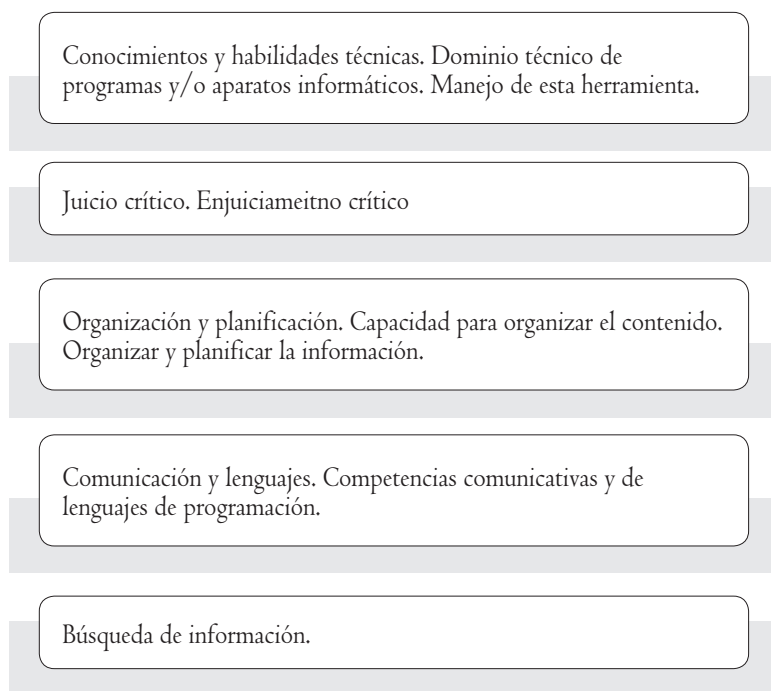 Conocimientos y habilidades técnicas. Dominio técnico de
programas y/o aparatos informáticos. Manejo de esta herramienta.
Juicio crítico. Enjuiciameitno crítico
Organización y planificación. Capacidad para organizar el contenido.
Organizar y planificar la información.
Comunicación y lenguajes. Competencias comunicativas y de
lenguajes de programación.
Búsqueda de información.